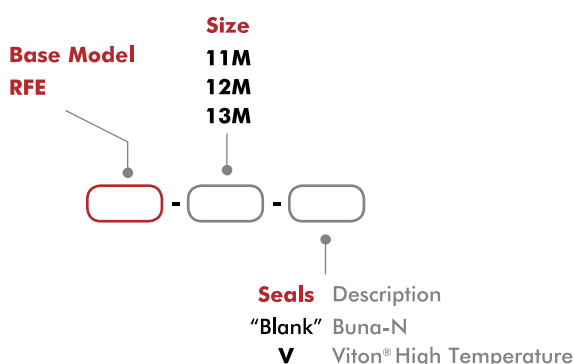 Size
Base Model
RFE
11M
12M
13M
- -
Seals Description
"Blank" Buna-N
V Viton® High Temperature